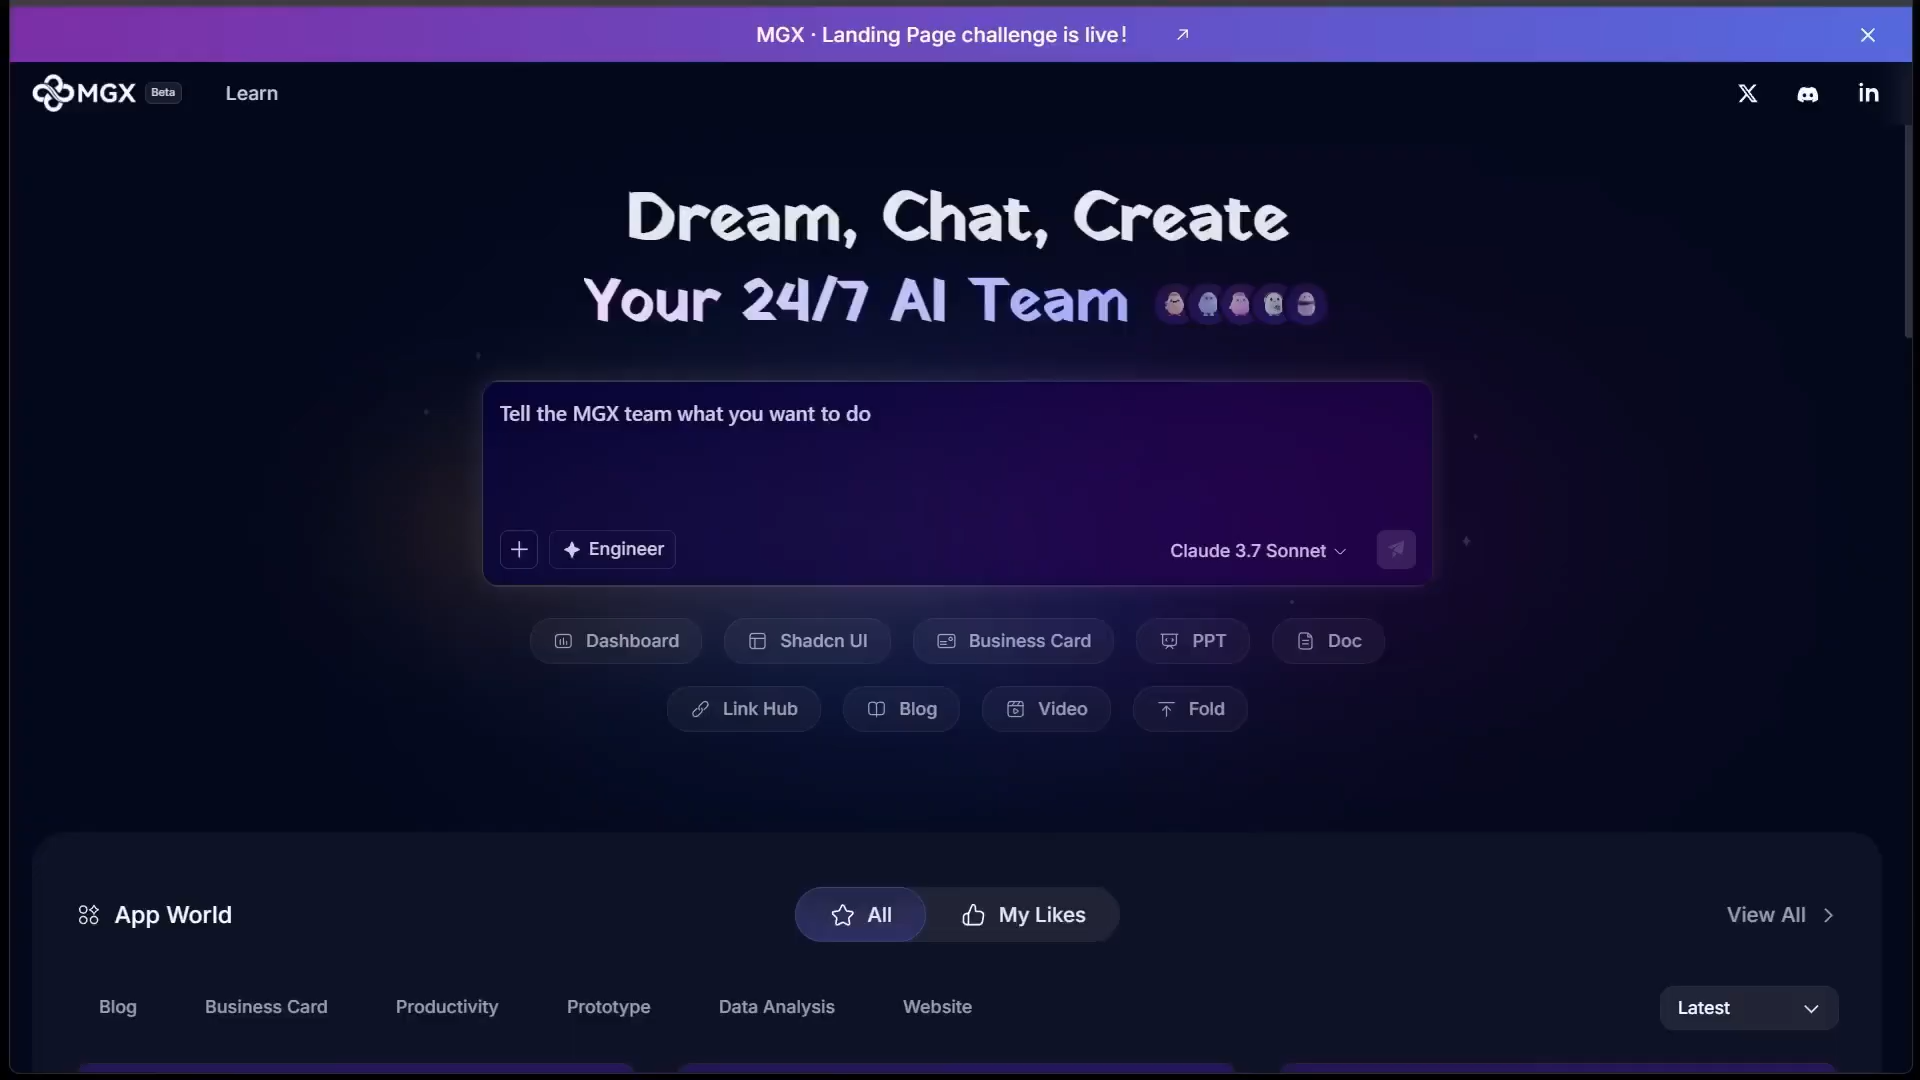 MGX · Landing Page challenge is live!
MGX Beta Learn
Dream, Chat, Create
Your 24/7 AI Team
Tell the MGX team what you want to do
Engineer Claude 3.7 Sonnet
Dashboard Shadcn UI Business Card PPT Doc
Link Hub Blog Video Fold
App World All My Likes View All
Blog Business Card Productivity Prototype Data Analysis Website Latest